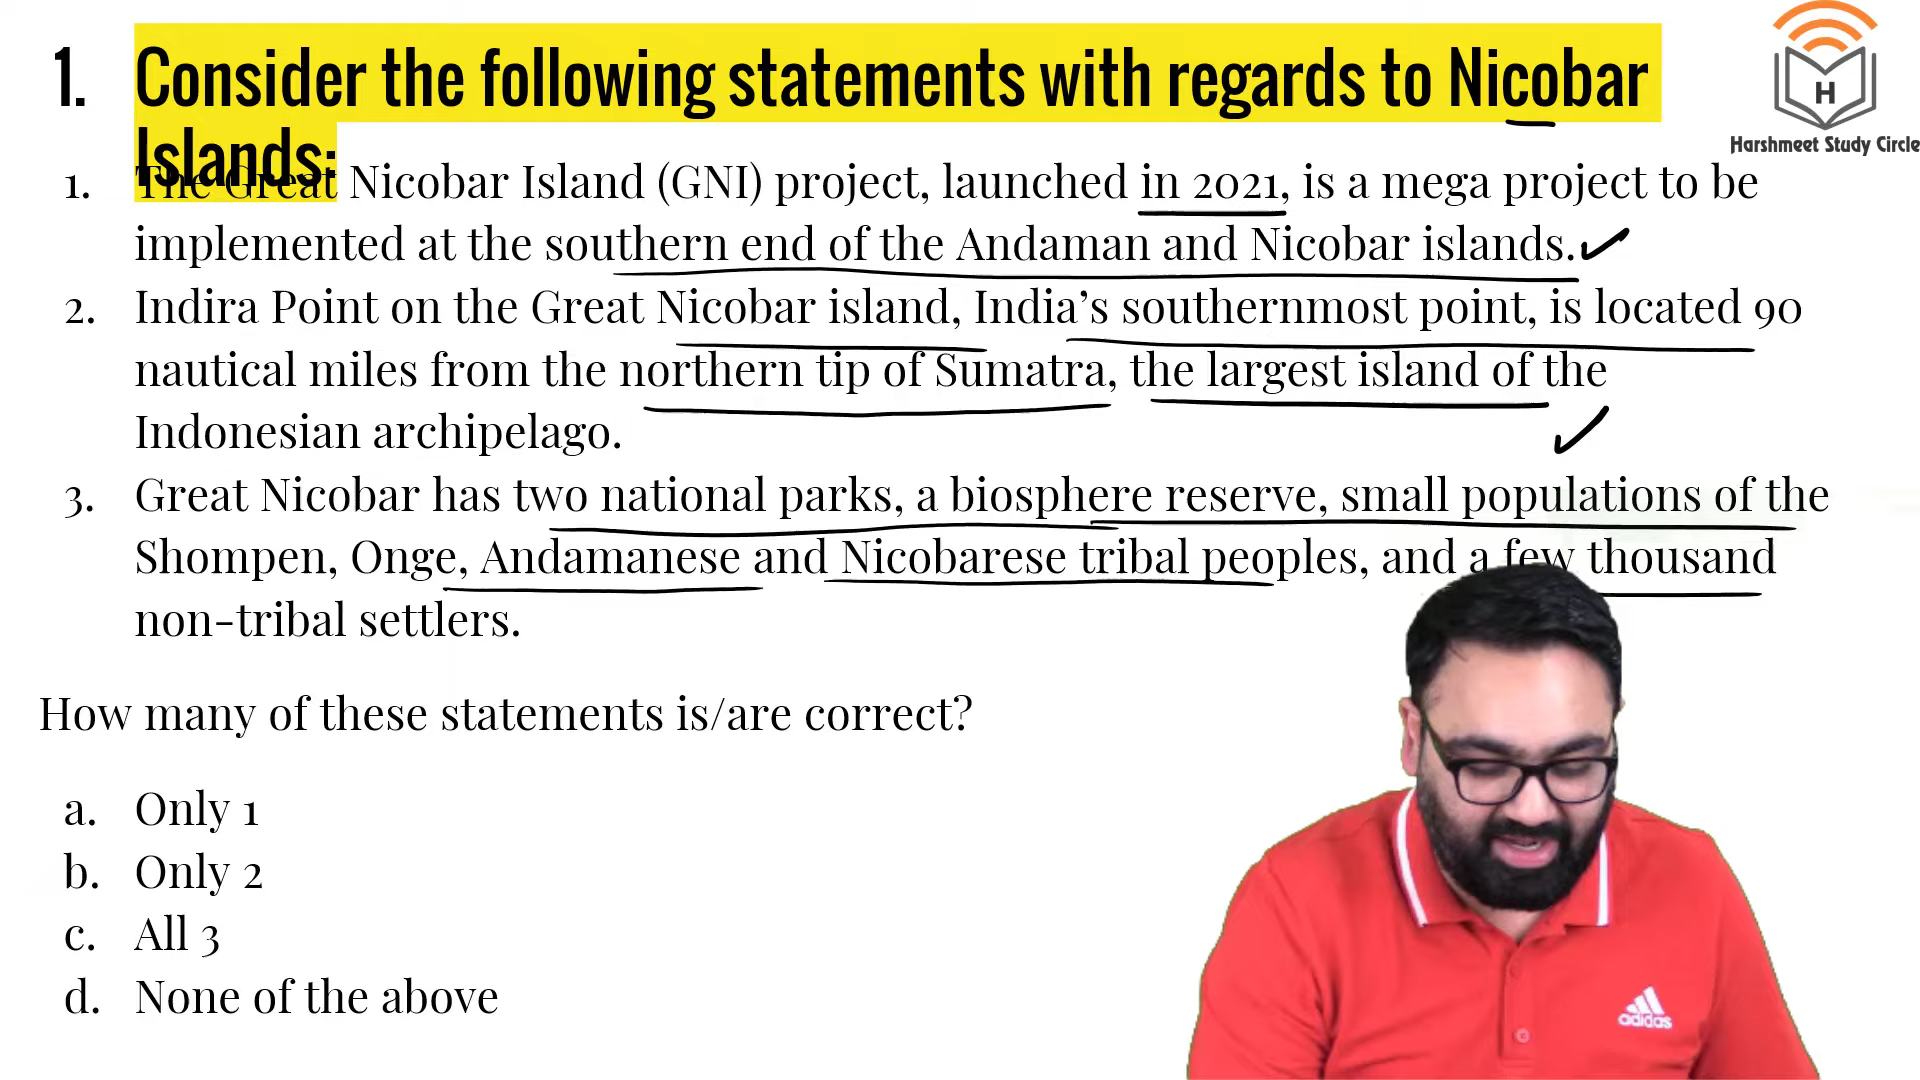 1. Consider the following statements with regards to Nicobar
Islands:
H
Harshmeet Study Circle
1. The Great Nicobar Island (GNI) project, launched in 2021, is a mega project to be
implemented at the southern end of the Andaman and Nicobar islands.
2. Indira Point on the Great Nicobar island, India’s southernmost point, is located 90
nautical miles from the northern tip of Sumatra, the largest island of the
Indonesian archipelago.
3. Great Nicobar has two national parks, a biosphere reserve, small populations of the
Shompen, Onge, Andamanese and Nicobarese tribal peoples, and a few thousand
non-tribal settlers.
How many of these statements is/are correct?
a. Only 1
b. Only 2
c. All 3
d. None of the above
adidas